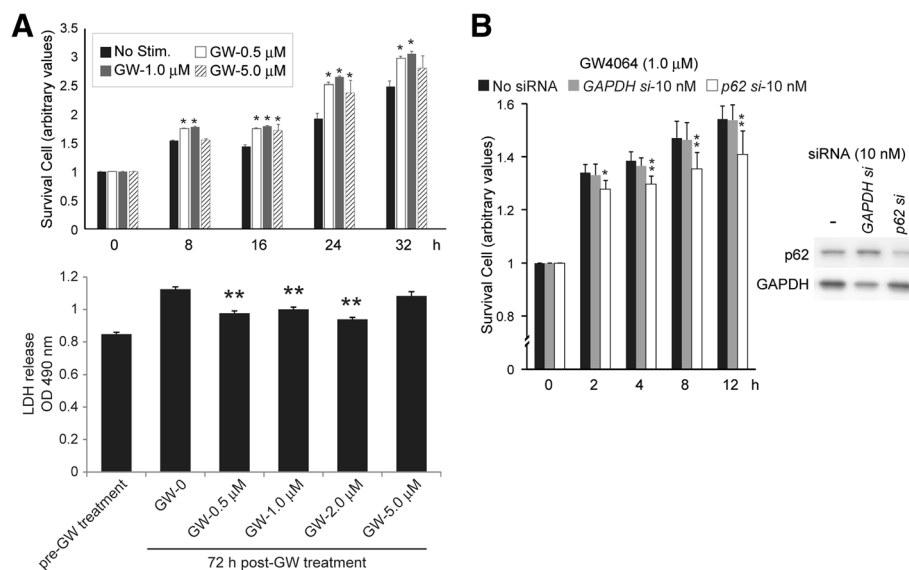 A
No Stim. GW-0.5 μM
GW-1.0 μM GW-5.0 μM
Survival Cell (arbitrary values)
3.5
3
2.5
2
1.5
1
0.5
* *
* * *
* * *
* *
0 8 16 24 32 h
LDH release
OD 490 nm
1.2
1
0.8
0.6
0.4
0.2
0
** ** **
pre-GW treatment
GW-0
GW-0.5 μM
GW-1.0 μM
GW-2.0 μM
GW-5.0 μM
72 h post-GW treatment
B
GW4064 (1.0 μM)
No siRNA GAPDH si-10 nM p62 si-10 nM
Survival Cell (arbitrary values)
1.6
1.4
1.2
1
0.8
*
**
**
**
0 2 4 8 12 h
siRNA (10 nM)
- GAPDH si p62 si
p62
GAPDH